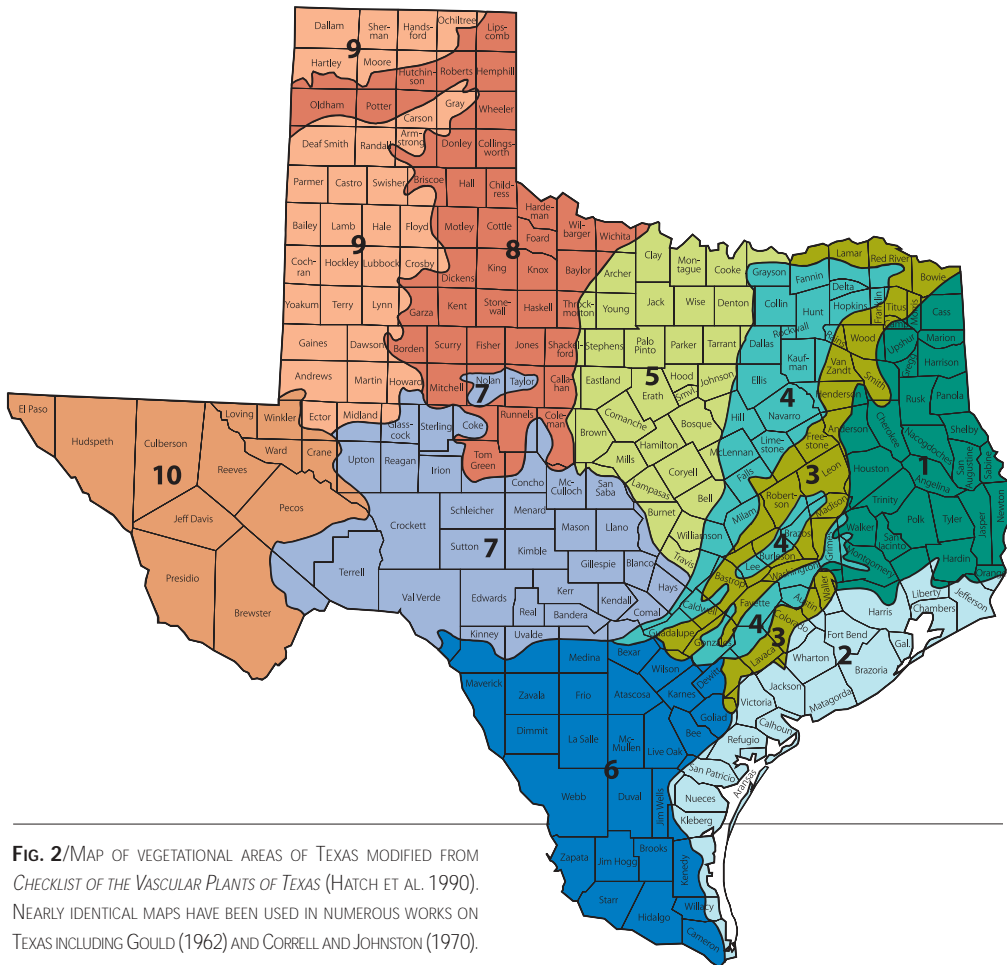 Dallam Sher- Hands- Ochiltree Lips-
man ford comb
9
Hartley Moore Hutchin- Roberts Hemphill
son
Oldham Potter Carson Gray Wheeler
Deaf Smith Randall Arm- Donley Collings-
strong worth
Parmer Castro Swisher Briscoe Hall Child-
ress
Bailey Lamb Hale Floyd Motley Cottle Harde- Wil- Wichita
man barger
9 8 Foard
Coch- Hockley Lubbock Crosby Dickens King Knox Baylor Archer Clay Mon- Cooke Grayson Fannin Lamar Red River Bowie
ran tague
Yoakum Terry Lynn Garza Kent Stone- Haskell Throck- Young Jack Wise Denton Collin Hunt Delta Hopkins Franklin Titus Camp Morris Cass
wall morton
Gaines Dawson Borden Scurry Fisher Jones Shackel- Stephens Palo Parker Tarrant Dallas Rockwall Rains Wood Upshur Marion
ford Pinto
Andrews Martin Howard Mitchell Nolan Taylor Calla- Eastland Erath Hood Johnson Ellis Kauf- Van Smith Gregg Harrison
han man Zandt
7 5 Smvl 4
El Paso Hudspeth Culberson Loving Winkler Ector Midland Glass- Sterling Coke Runnels Cole- Brown Comanche Bosque Hill Navarro Henderson Rusk Panola
cock man
Reeves Ward Crane Upton Reagan Irion Tom Concho Mills Hamilton McLennan Lime- Free- Anderson Cherokee Nacogdoches Shelby
Green stone stone
10 3 1
Jeff Davis Pecos Crockett Schleicher Menard Mc- San Lampasas Coryell Falls Leon Houston Angelina San Sabine
Culloch Saba Augustine
Presidio Brewster Terrell Sutton Kimble Mason Llano Burnet Bell Milam Robert- Madison Trinity Polk Tyler Jasper Newton
son
7 4
Val Verde Edwards Gillespie Blanco Williamson Travis Burleson Brazos Grimes Walker San Hardin
Jacinto
Real Kerr Kendall Hays Bastrop Lee Washington Montgomery Orange
Kinney Uvalde Bandera Comal Caldwell Fayette Austin Waller Harris Liberty Jefferson
Chambers
Maverick Medina Bexar Guadalupe Gonzales 4 Colorado 3 Fort Bend Gal.
2
Zavala Frio Atascosa Wilson Karnes Dewitt Lavaca Wharton Brazoria
Dimmit La Salle Mc- Live Oak Bee Goliad Victoria Jackson Matagorda
Mullen
6 Refugio Calhoun
Webb Duval Jim Wells San Patricio Aransas
Nueces
Kleberg
Zapata Jim Hogg Brooks Kenedy
Starr Hidalgo Willacy
Cameron
FIG. 2/MAP OF VEGETATIONAL AREAS OF TEXAS MODIFIED FROM
CHECKLIST OF THE VASCULAR PLANTS OF TEXAS (HATCH ET AL. 1990).
NEARLY IDENTICAL MAPS HAVE BEEN USED IN NUMEROUS WORKS ON
TEXAS INCLUDING GOULD (1962) AND CORRELL AND JOHNSTON (1970).